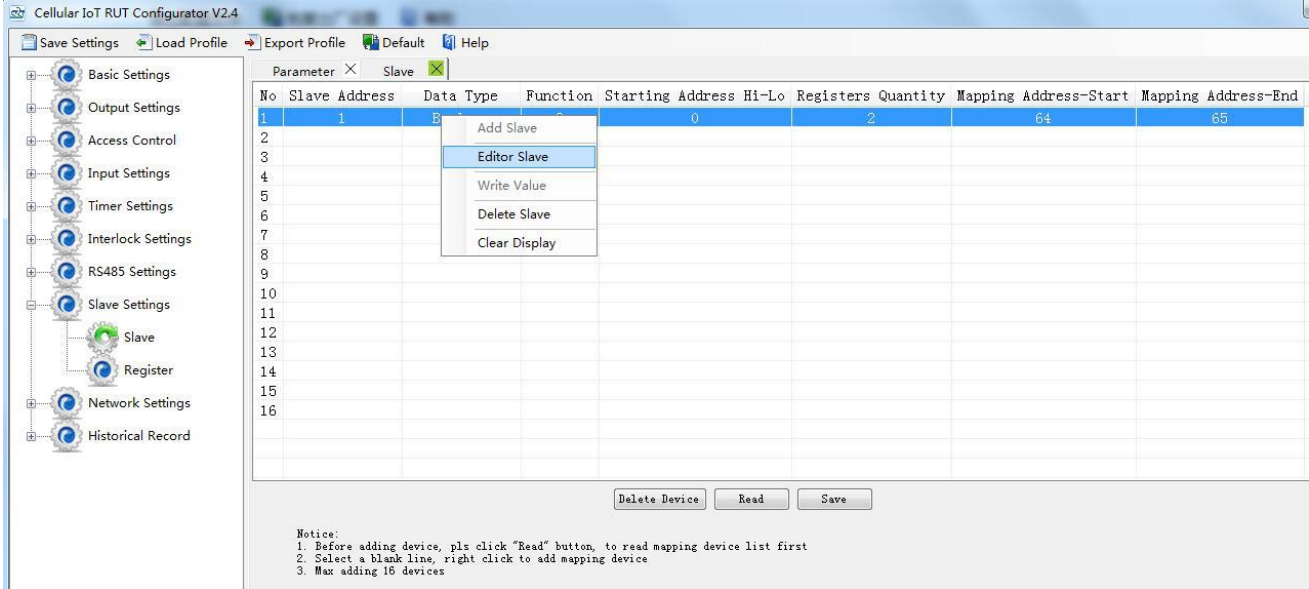 Cellular IoT RUT Configurator V2.4
Save Settings Load Profile Export Profile Default Help
Parameter Slave
Basic Settings
Output Settings
Access Control
Input Settings
Timer Settings
Interlock Settings
RS485 Settings
Slave Settings
Slave
Register
Network Settings
Historical Record
No Slave Address Data Type Function Starting Address Hi-Lo Registers Quantity Mapping Address-Start Mapping Address-End
1 1 0 2 64 65
2
3
4
5
6
7
8
9
10
11
12
13
14
15
16
Add Slave
Editor Slave
Write Value
Delete Slave
Clear Display
Delete Device Read Save
Notice:
1. Before adding device, pls click "Read" button, to read mapping device list first
2. Select a blank line, right click to add mapping device
3. Max adding 16 devices